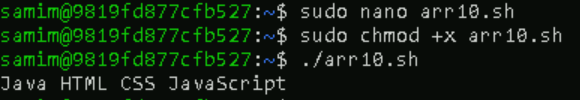 samim@9819fd877cfb527:~$ sudo nano arr10.sh
samim@9819fd877cfb527:~$ sudo chmod +x arr10.sh
samim@9819fd877cfb527:~$ ./arr10.sh
Java HTML CSS JavaScript